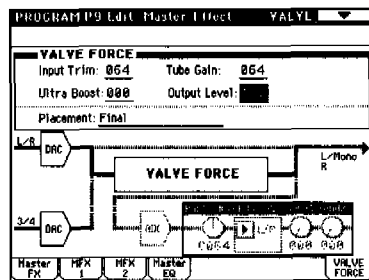 PROGRAM P9 Edit Master Effect VALVE
VALVE FORCE
Input Trim: 064 Tube Gain: 064
Ultra Boost: 000 Output Level:
Placement: Final
L/R DAC
VALVE FORCE
L/Mono
R
3/4 DAC
ADC
L/R
C064 000 000
Master FX
MFX 1
MFX 2
Master EQ
VALVE FORCE